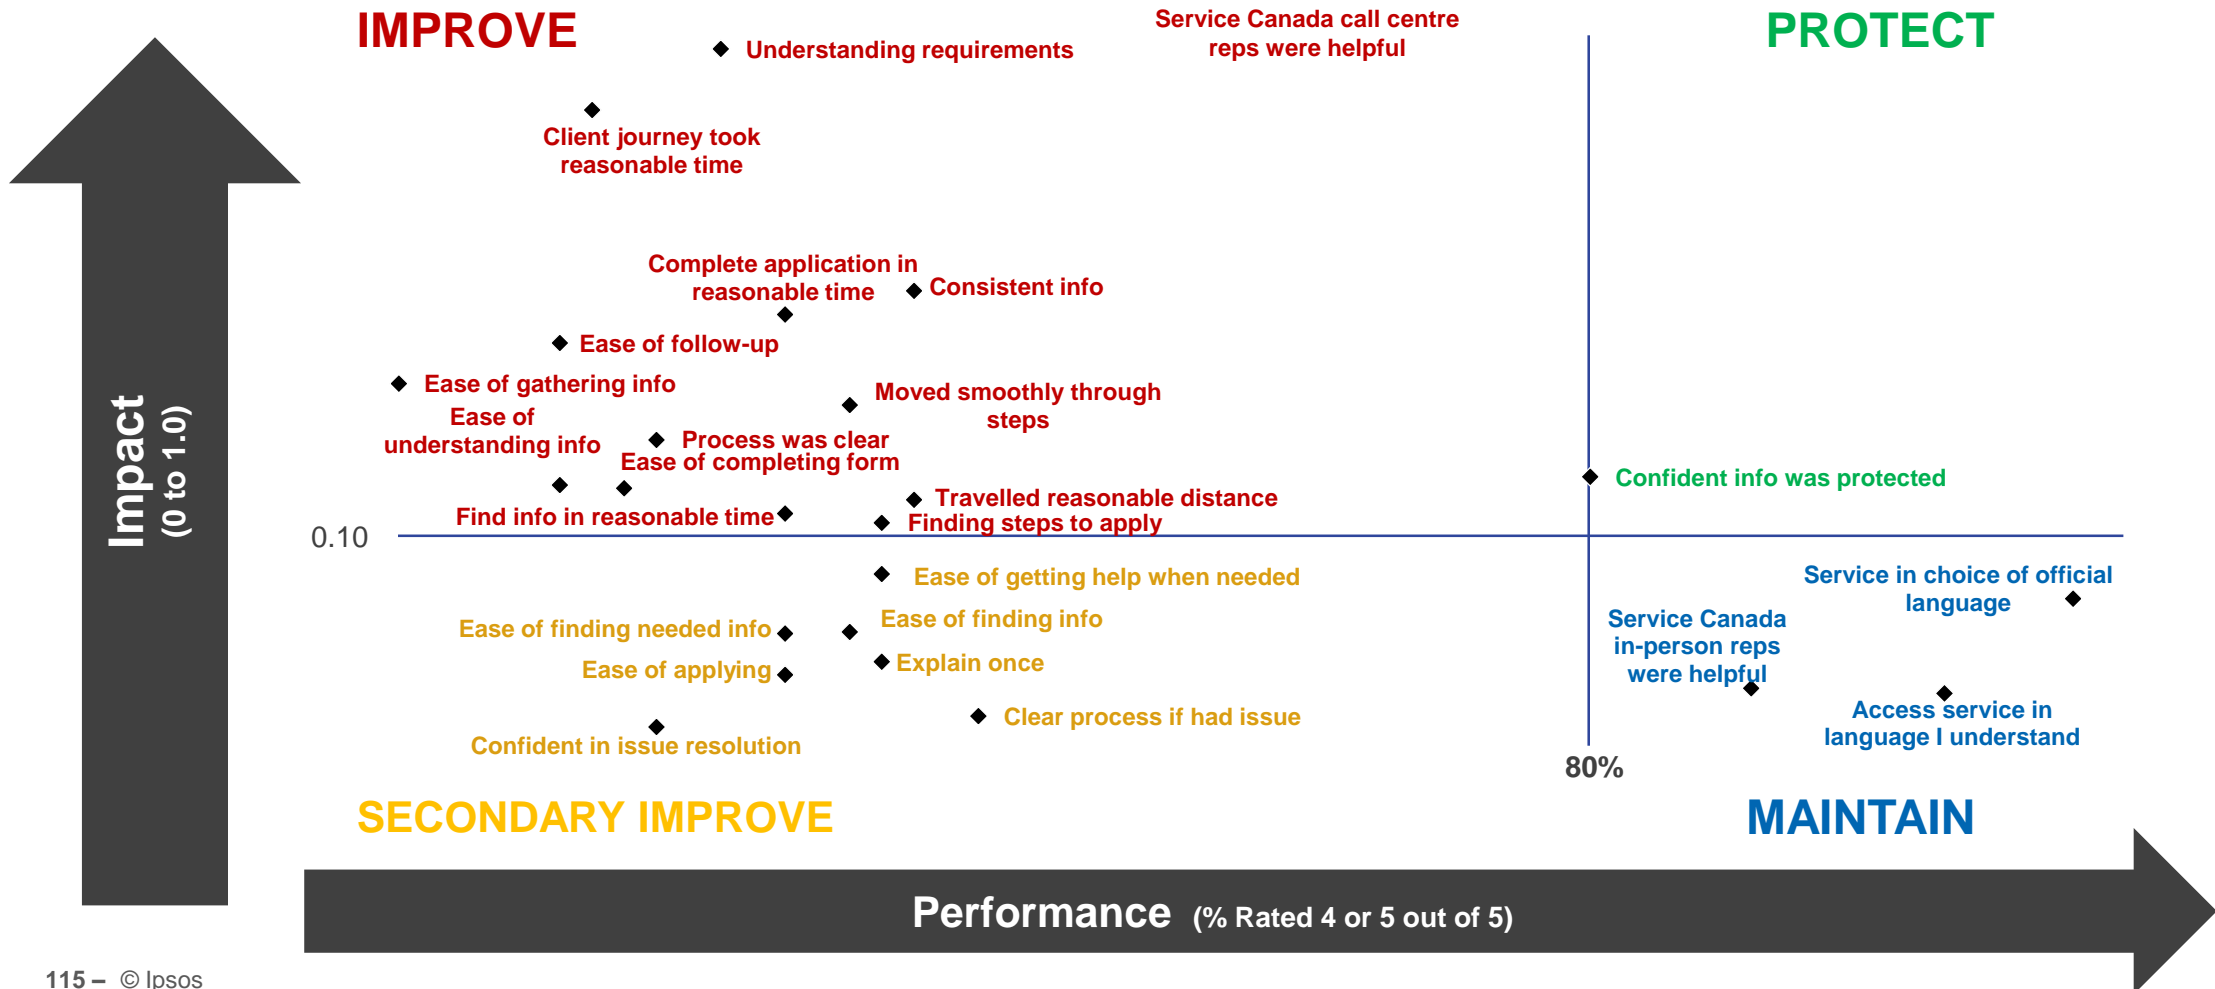 IMPROVE
Service Canada call centre
reps were helpful
PROTECT
Understanding requirements
Client journey took
reasonable time
Complete application in
reasonable time
Consistent info
Ease of follow-up
Ease of gathering info
Moved smoothly through
steps
Ease of
understanding info
Process was clear
Ease of completing form
Confident info was protected
Travelled reasonable distance
Find info in reasonable time
Finding steps to apply
Impact
(0 to 1.0)
0.10
Ease of getting help when needed
Service in choice of official
language
Ease of finding info
Ease of finding needed info
Service Canada
in-person reps
were helpful
Explain once
Ease of applying
Clear process if had issue
Access service in
language I understand
Confident in issue resolution
80%
SECONDARY IMPROVE
MAINTAIN
Performance (% Rated 4 or 5 out of 5)
115 – © Ipsos